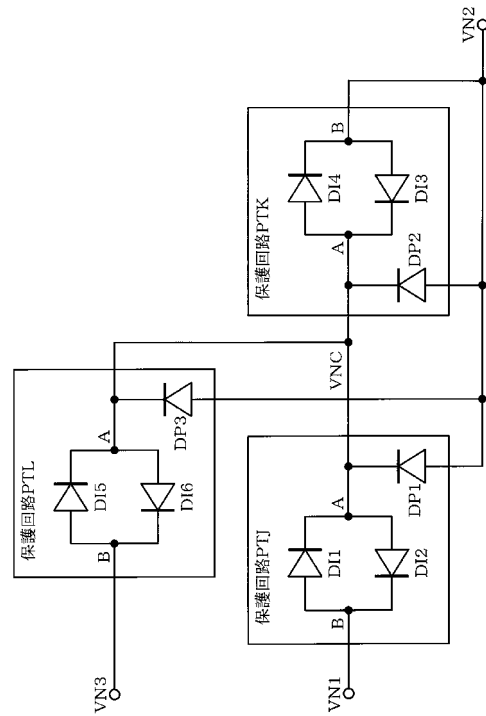 保護回路PTL
A
B
DI5
DI6
DP3
VN3
保護回路PTJ
A
B
DI1
DI2
DP1
VN1
VNC
保護回路PTK
A
B
DI4
DI3
DP2
VN2